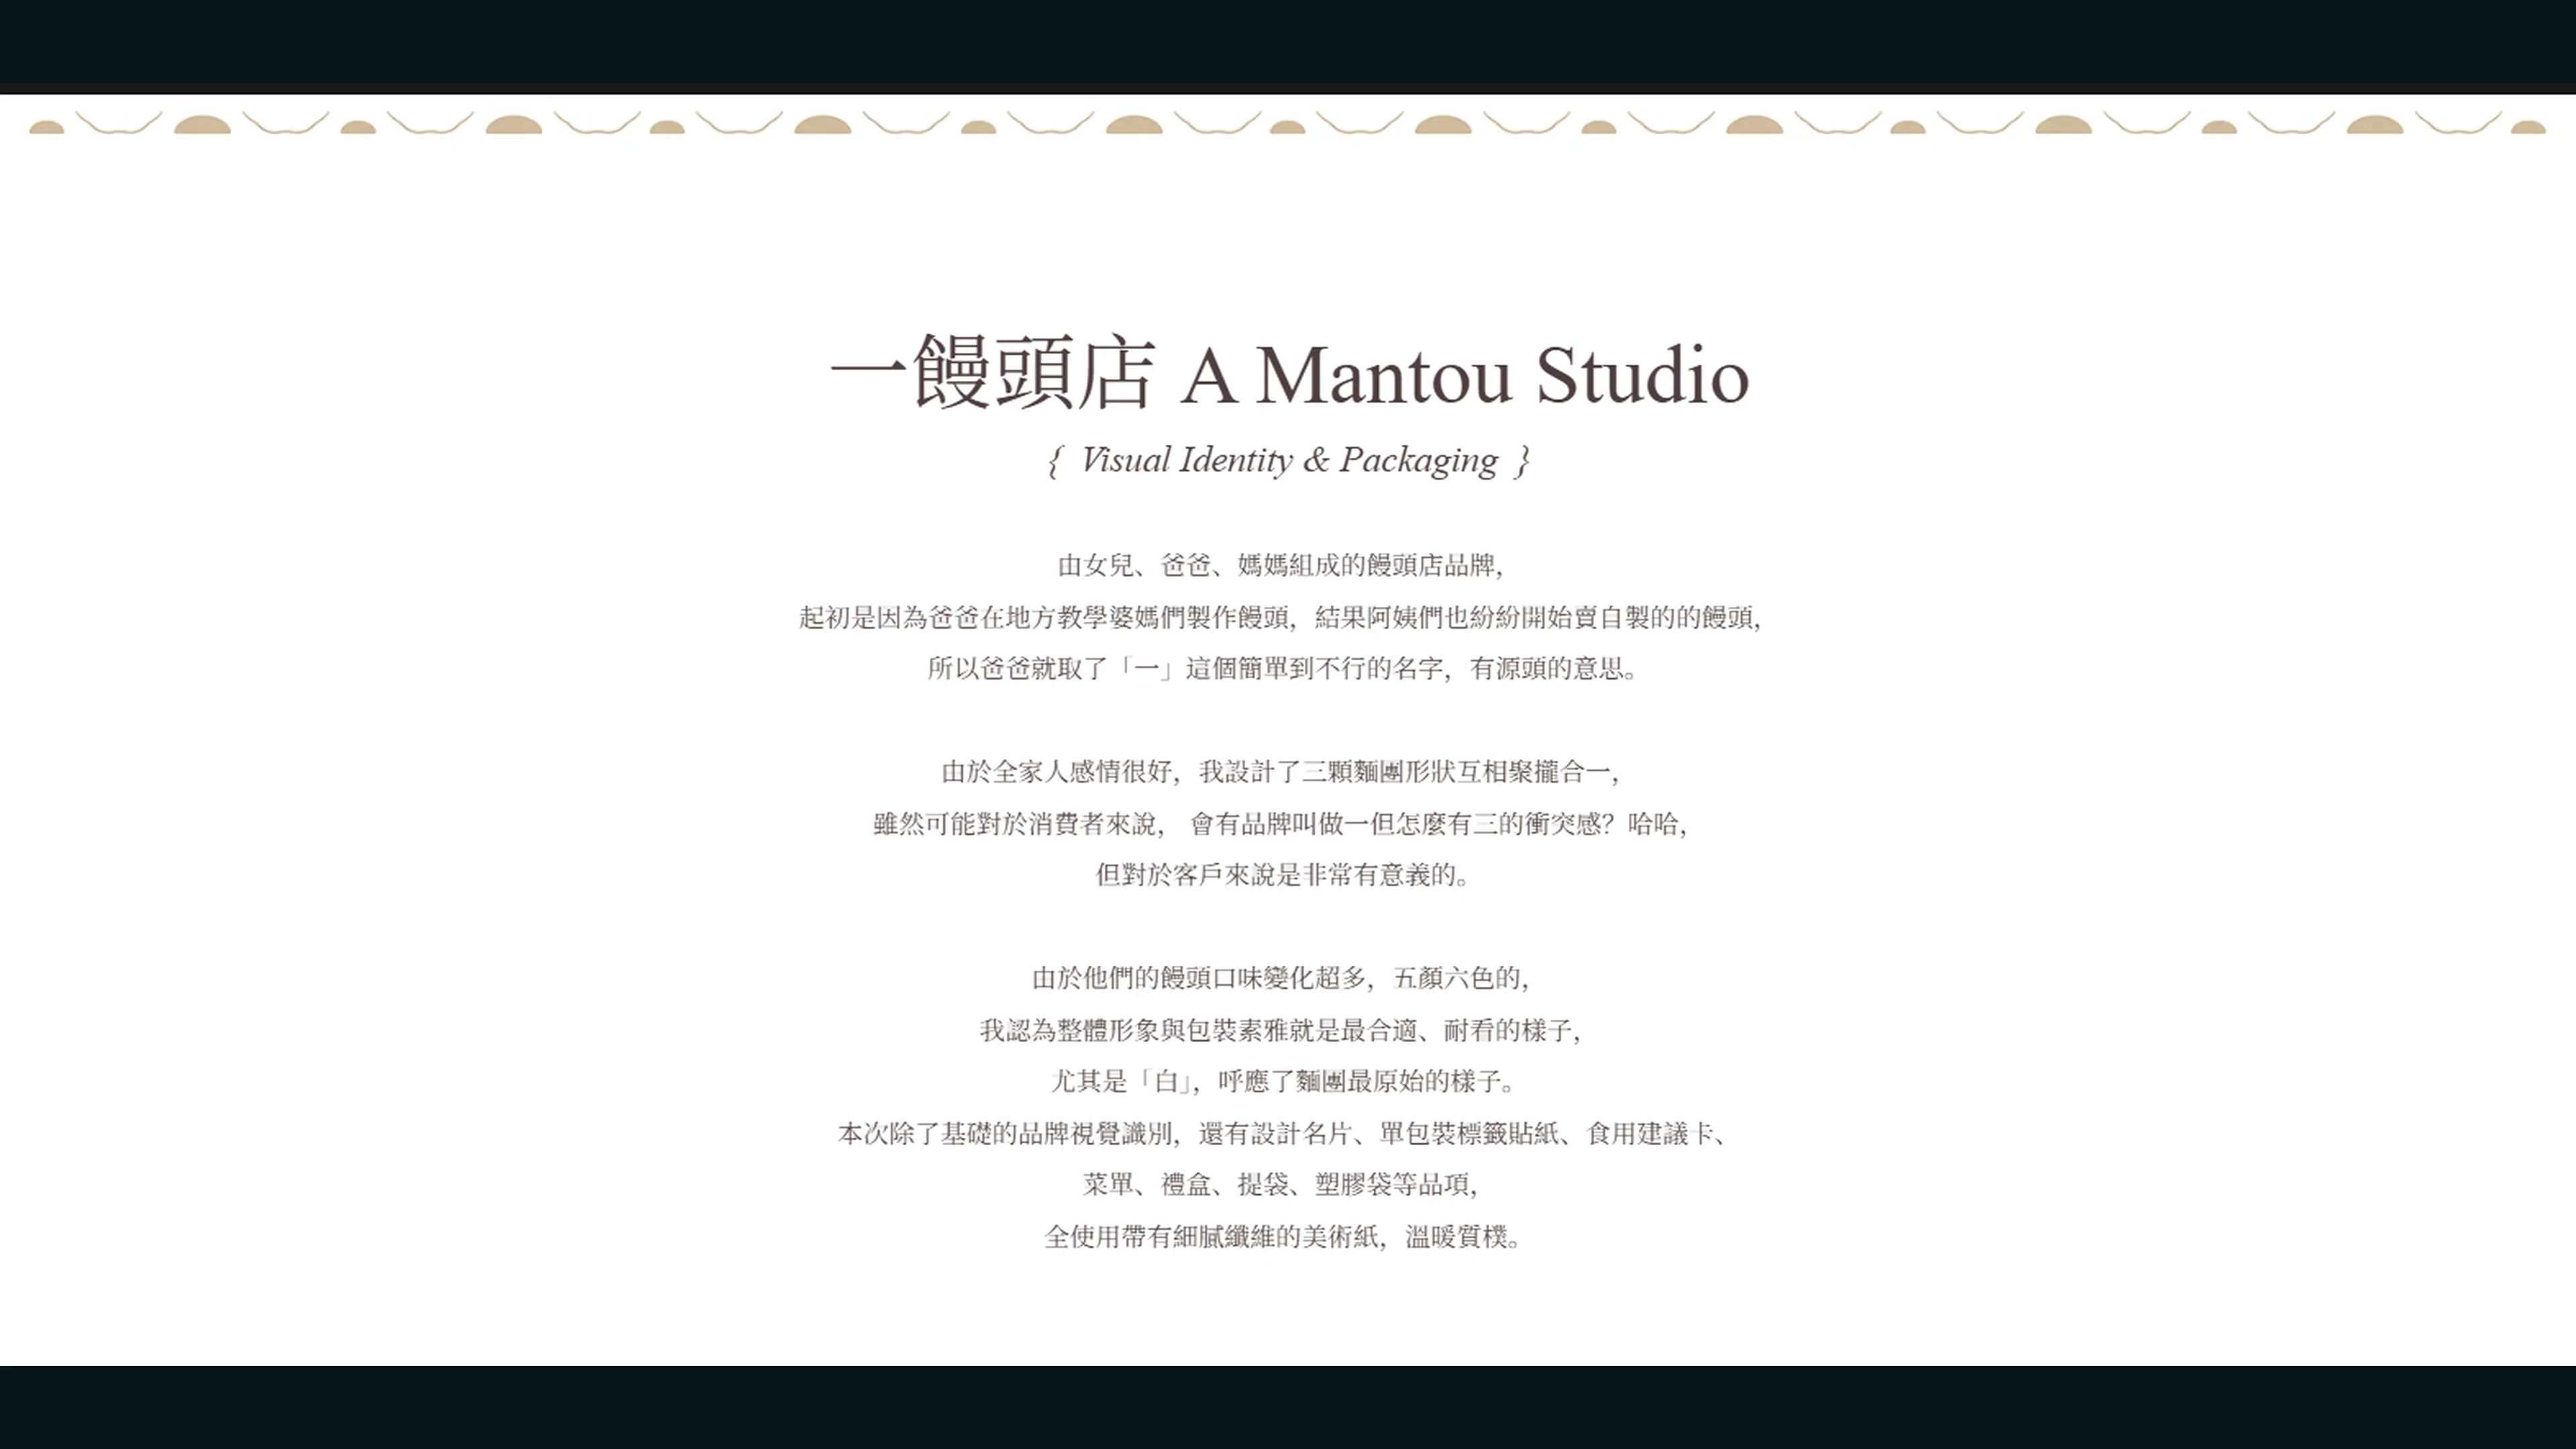 一饅頭店 A Mantou Studio
{ Visual Identity & Packaging }
由女兒、爸爸、媽媽組成的饅頭店品牌，
起初是因為爸爸在地方教學婆媽們製作饅頭，結果阿姨們也紛紛開始賣自製的的饅頭，
所以爸爸就取了「一」這個簡單到不行的名字，有源頭的意思。
由於全家人感情很好，我設計了三顆麵團形狀互相聚攏合一，
雖然可能對於消費者來說， 會有品牌叫做一但怎麼有三的衝突感？哈哈，
但對於客戶來說是非常有意義的。
由於他們的饅頭口味變化超多，五顏六色的，
我認為整體形象與包裝素雅就是最合適、耐看的樣子，
尤其是「白」，呼應了麵團最原始的樣子。
本次除了基礎的品牌視覺識別，還有設計名片、單包裝標籤貼紙、食用建議卡、
菜單、禮盒、提袋、塑膠袋等品項，
全使用帶有細膩纖維的美術紙，溫暖質樸。